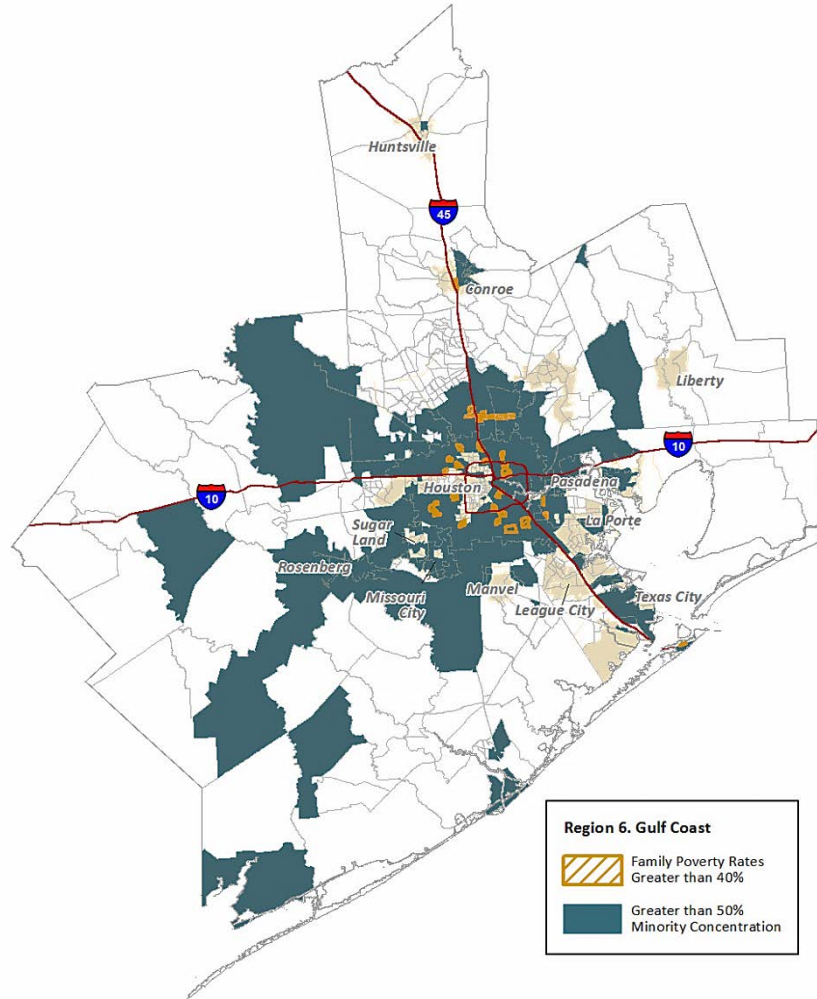 Huntsville
45
Conroe
Liberty
10
Houston
Pasadena
10
La Porte
Sugar
Land
Rosenberg
Missouri
City
Manvel
League City
Texas City
Region 6. Gulf Coast
Family Poverty Rates
Greater than 40%
Greater than 50%
Minority Concentration